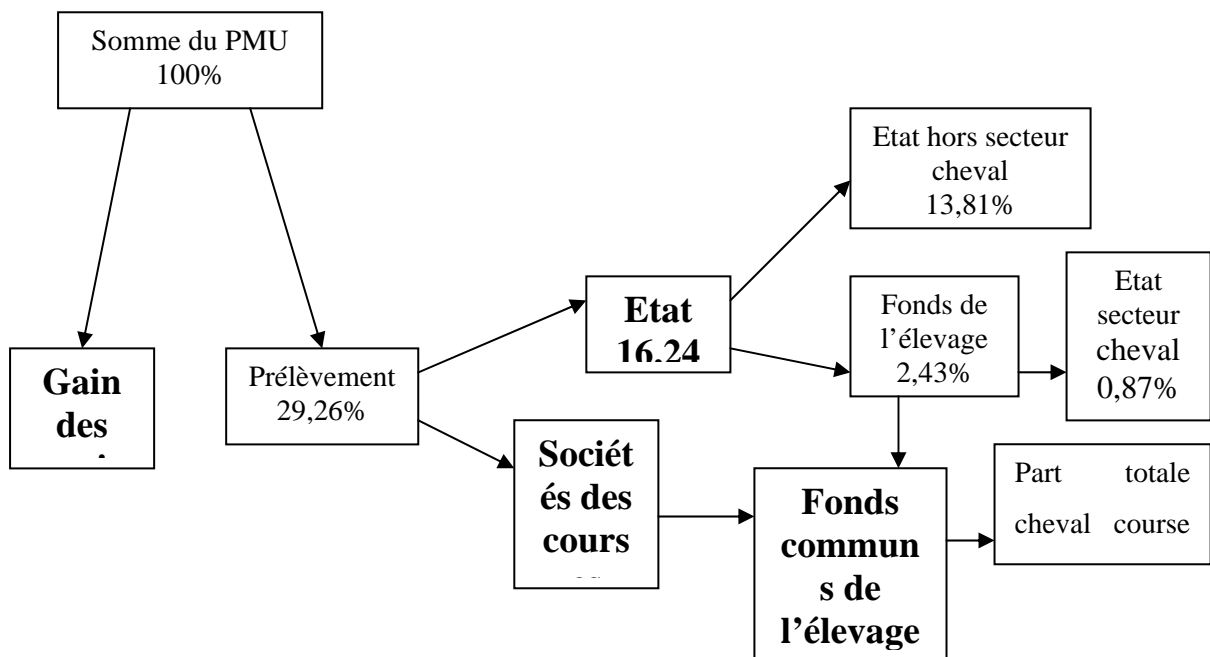 Somme du PMU
100%
Etat hors secteur
cheval
13,81%
Etat
secteur
cheval
0,87%
Etat
16.24
Fonds de
l’élevage
2,43%
Gain
des
Prélèvement
29,26%
Sociét
és des
cours
Fonds
commun
s de
l’élevage
Part totale
cheval course